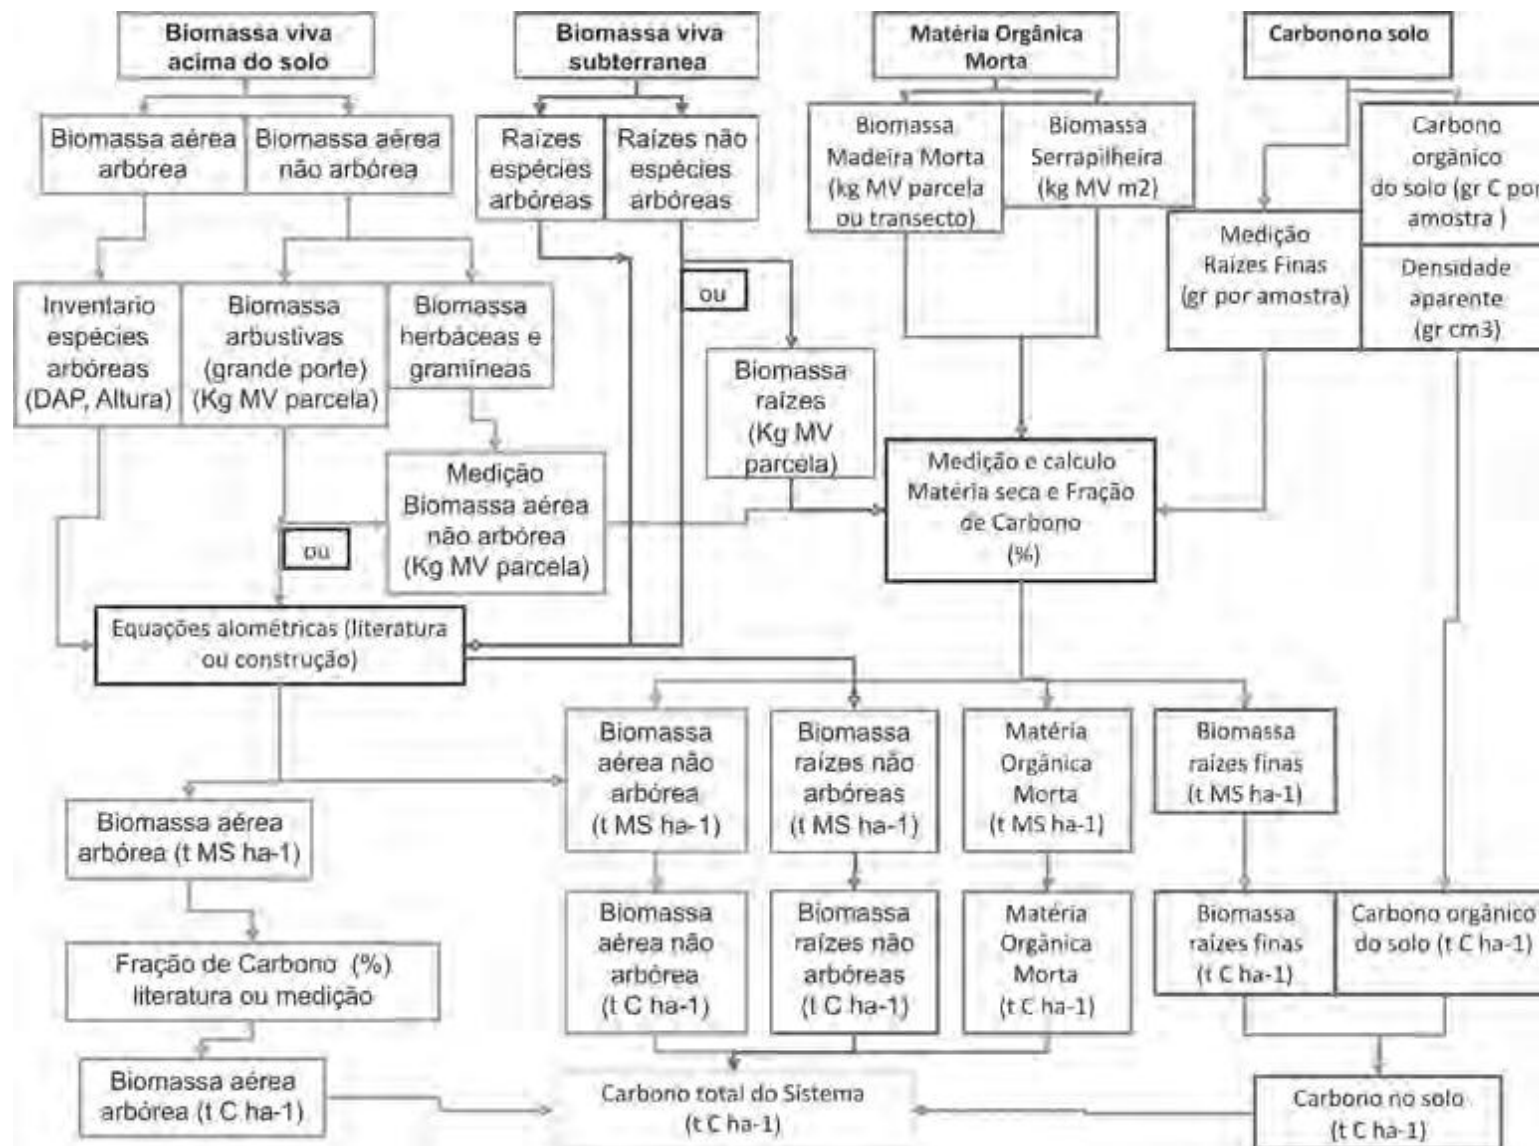 Biomassa viva
acima do solo
Biomassa viva
subterranea
Matéria Orgânica
Morta
Carbonono solo
Biomassa aérea
arbórea
Biomassa aérea
não arbórea
Raízes
espécies
arbóreas
Raízes não
espécies
arbóreas
Biomassa
Madeira Morta
(kg MV parcela
ou transecto)
Biomassa
Serrapilheira
(kg MV m2)
Carbono
orgânico
do solo (gr C por
amostra )
Medição
Raízes Finas
(gr por amostra)
Densidade
aparente
(gr cm3)
Inventario
espécies
arbóreas
(DAP, Altura)
Biomassa
arbustivas
(grande porte)
(Kg MV parcela)
Biomassa
herbáceas e
gramíneas
ou
Biomassa
raízes
(Kg MV
parcela)
Medição
Biomassa aérea
não arbórea
(Kg MV parcela)
Medição e calculo
Matéria seca e Fração
de Carbono
(%)
ou
Equações alométricas (literatura
ou construção)
Biomassa
aérea não
arbórea
(t MS ha-1)
Biomassa
raízes não
arbóreas
(t MS ha-1)
Matéria
Orgânica
Morta
(t MS ha-1)
Biomassa
raizes finas
(t MS ha-1)
Biomassa aérea
arbórea (t MS ha-1)
Biomassa
aérea não
arbórea
(t C ha-1)
Biomassa
raízes não
arbóreas
(t C ha-1)
Matéria
Orgânica
Morta
(t C ha-1)
Biomassa
raizes finas
(t C ha-1)
Carbono orgânico
do solo (t C ha-1)
Fração de Carbono (%)
literatura ou medição
Biomassa aérea
arbórea (t C ha-1)
Carbono total do Sistema
(t C ha-1)
Carbono no solo
(t C ha-1)